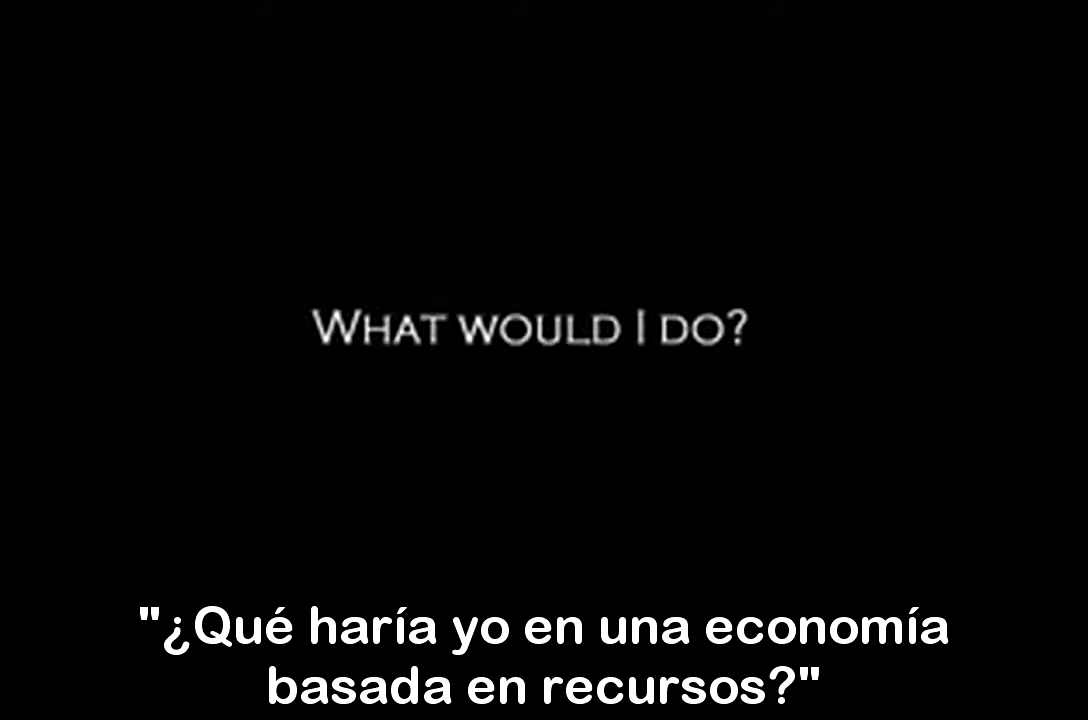 WHAT WOULD I DO?
"¿Qué haría yo en una economía
basada en recursos?"